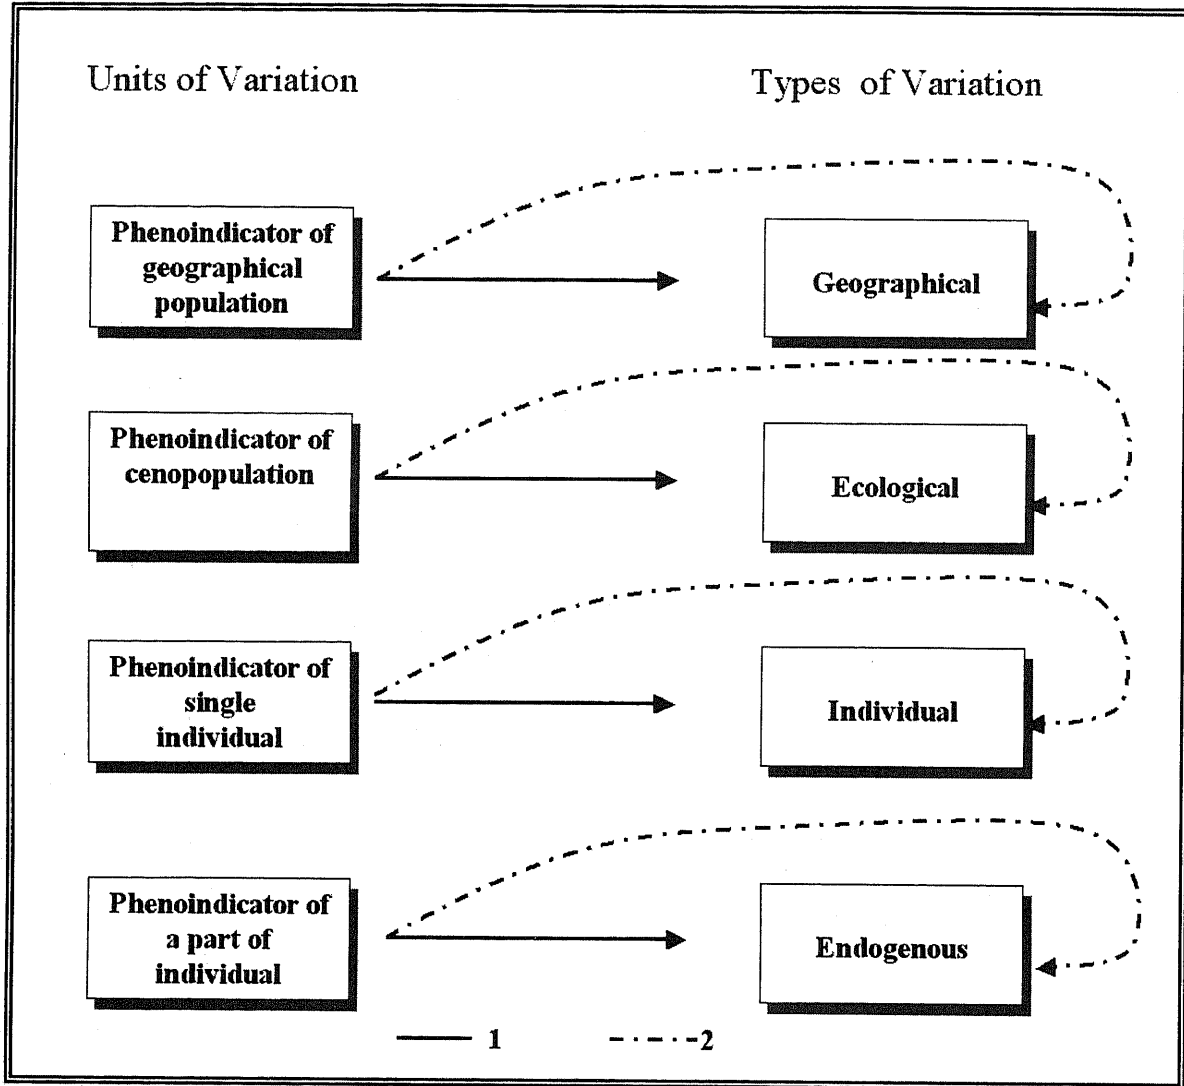 Units of Variation
Types of Variation
Phenoindicator of
geographical
population
Geographical
Phenoindicator of
cenopopulation
Ecological
Phenoindicator of
single
individual
Individual
Phenoindicator of
a part of
individual
Endogenous
1
2